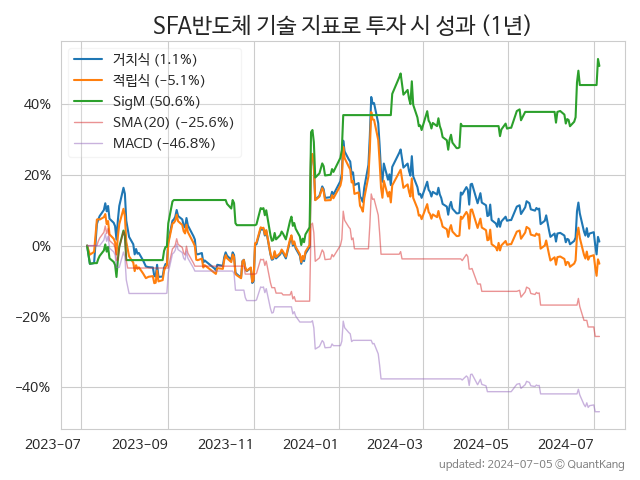 SFA반도체 기술 지표로 투자 시 성과 (1년)
거치식 (1.1%)
적립식 (−5.1%)
SigM (50.6%)
SMA(20) (−25.6%)
MACD (−46.8%)
40%
20%
0%
−20%
−40%
2023−07 2023−09 2023−11 2024−01 2024−03 2024−05 2024−07
updated: 2024−07−05 © QuantKang